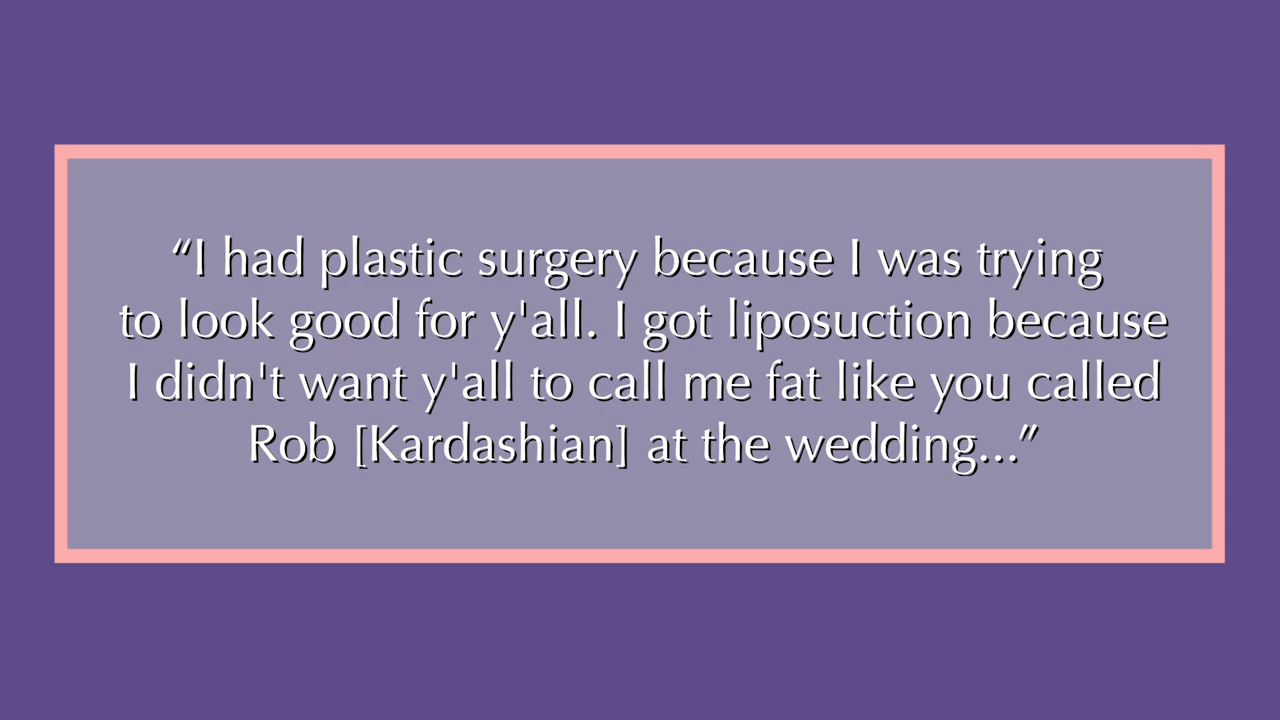 “I had plastic surgery because I was trying
to look good for y'all. I got liposuction because
I didn't want y'all to call me fat like you called
Rob [Kardashian] at the wedding...”